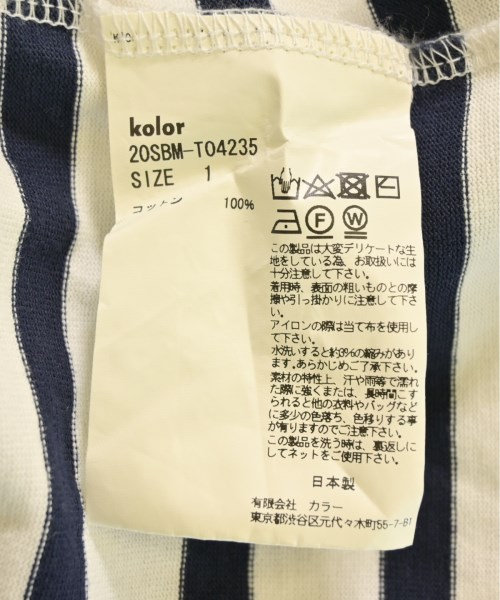 kolor
20SBM-T04235
SIZE 1
コットン 100%
F W
この製品は大変デリケートな生
地をしている為、お取扱いには
十分注意して下さい。
着用時、表面の粗いものとの摩
擦や引っ掛かりに注意して下さ
い。
アイロンの際は当て布を使用し
て下さい。
水洗いすると約3%の縮みがあり
ます。あらかじめご了承下さい。
素材の特性上、汗や雨等で濡れ
た際に強くまたは、長時間こす
られると他の衣料やバッグなど
に多少の色落ち、色移りする事
が有りますのでご注意下さい。
この製品を洗う時は、裏返しに
してネットをご使用下さい。
日本製
有限会社 カラー
東京都渋谷区元代々木町55-7-B1